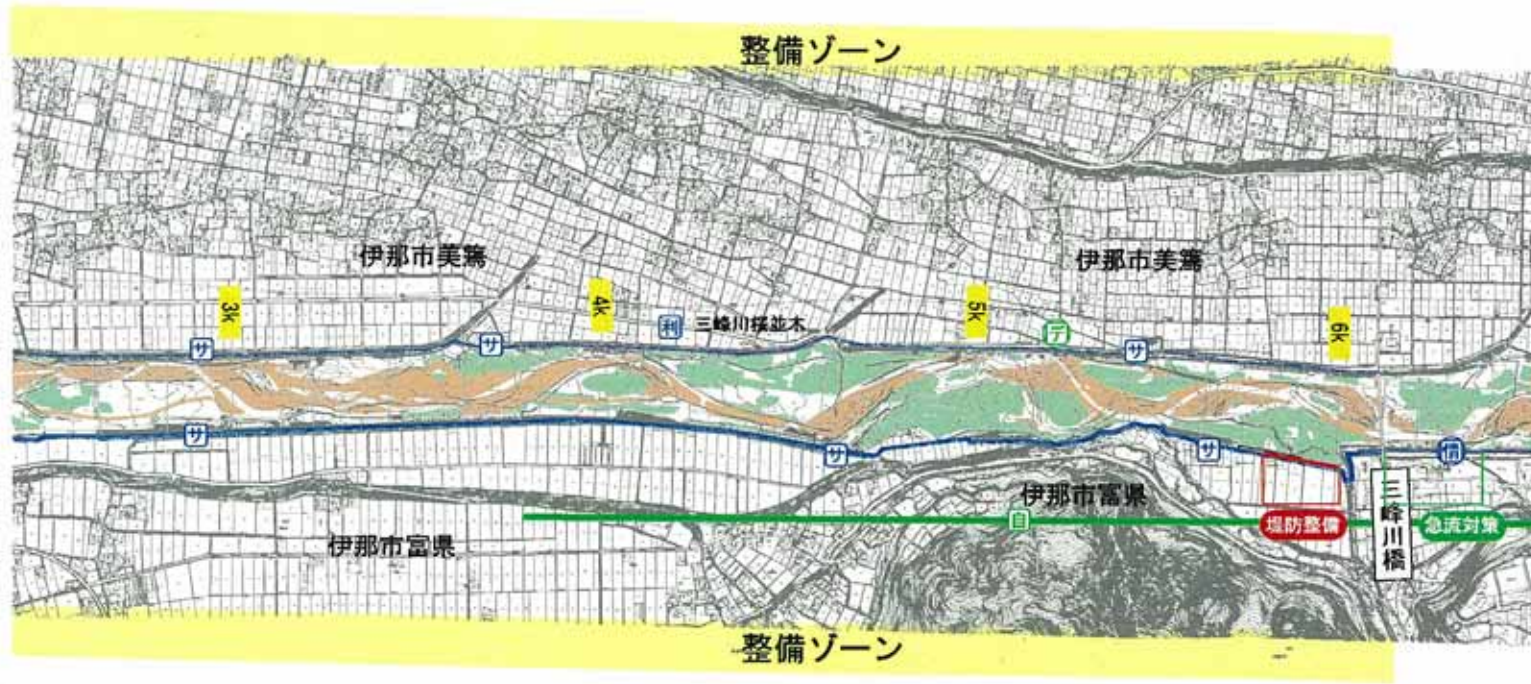 整備ゾーン
伊那市美篶
伊那市美篶
3k
4k
5k
6k
利
三峰川桜並木
デ
サ
サ
サ
サ
サ
サ
情
伊那市富県
自
堤防整備
三峰川橋
急流対策
伊那市富県
整備ゾーン